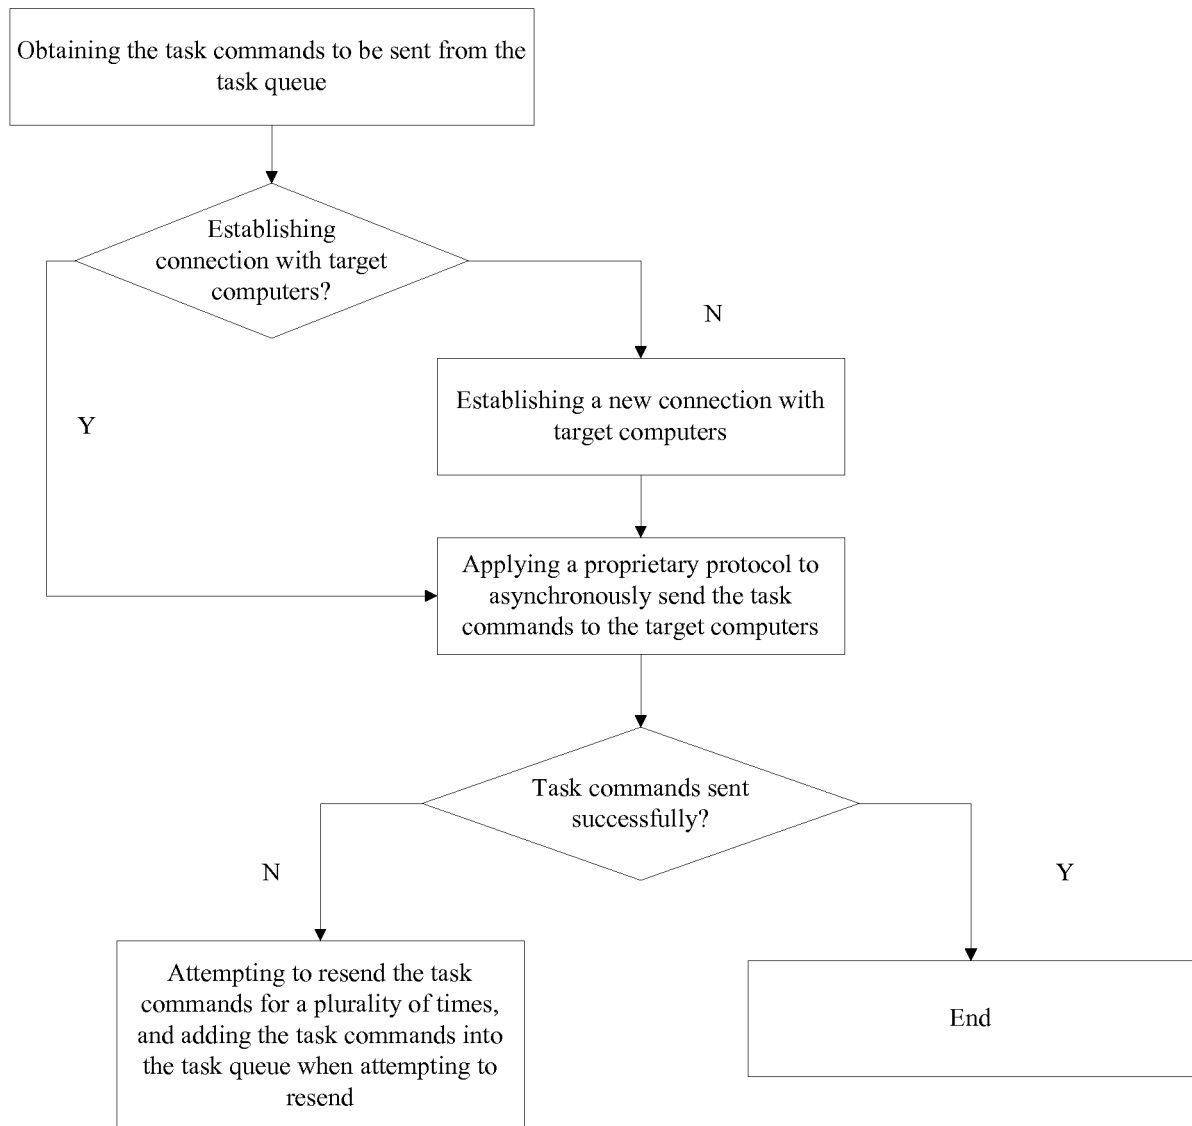 Obtaining the task commands to be sent from the
task queue
Establishing
connection with target
computers?
N
Y
Establishing a new connection with
target computers
Applying a proprietary protocol to
asynchronously send the task
commands to the target computers
Task commands sent
successfully?
N
Y
Attempting to resend the task
commands for a plurality of times,
and adding the task commands into
the task queue when attempting to
resend
End